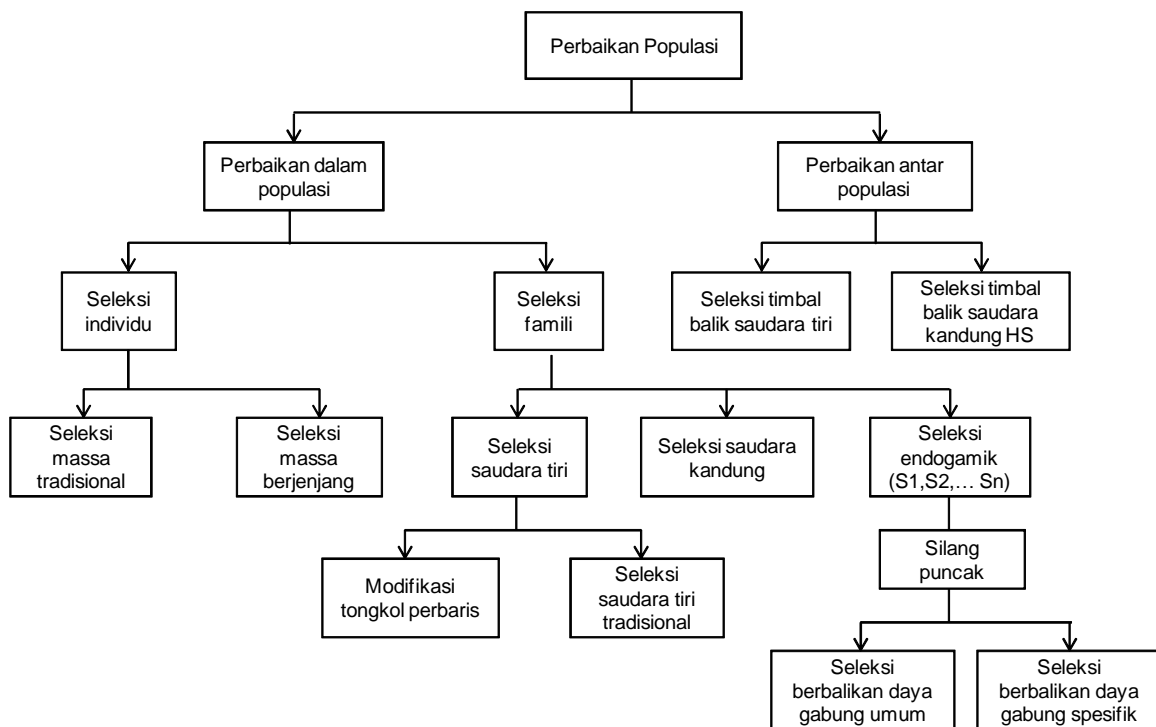 Perbaikan Populasi
Perbaikan dalam
populasi
Perbaikan antar
populasi
Seleksi
individu
Seleksi
famili
Seleksi timbal
balik saudara tiri
Seleksi timbal
balik saudara
kandung HS
Seleksi
massa
tradisional
Seleksi
massa
berjenjang
Seleksi
saudara tiri
Seleksi saudara
kandung
Seleksi
endogamik
(S1,S2,… Sn)
Modifikasi
tongkol perbaris
Seleksi
saudara tiri
tradisional
Silang
puncak
Seleksi
berbalikan daya
gabung umum
Seleksi
berbalikan daya
gabung spesifik